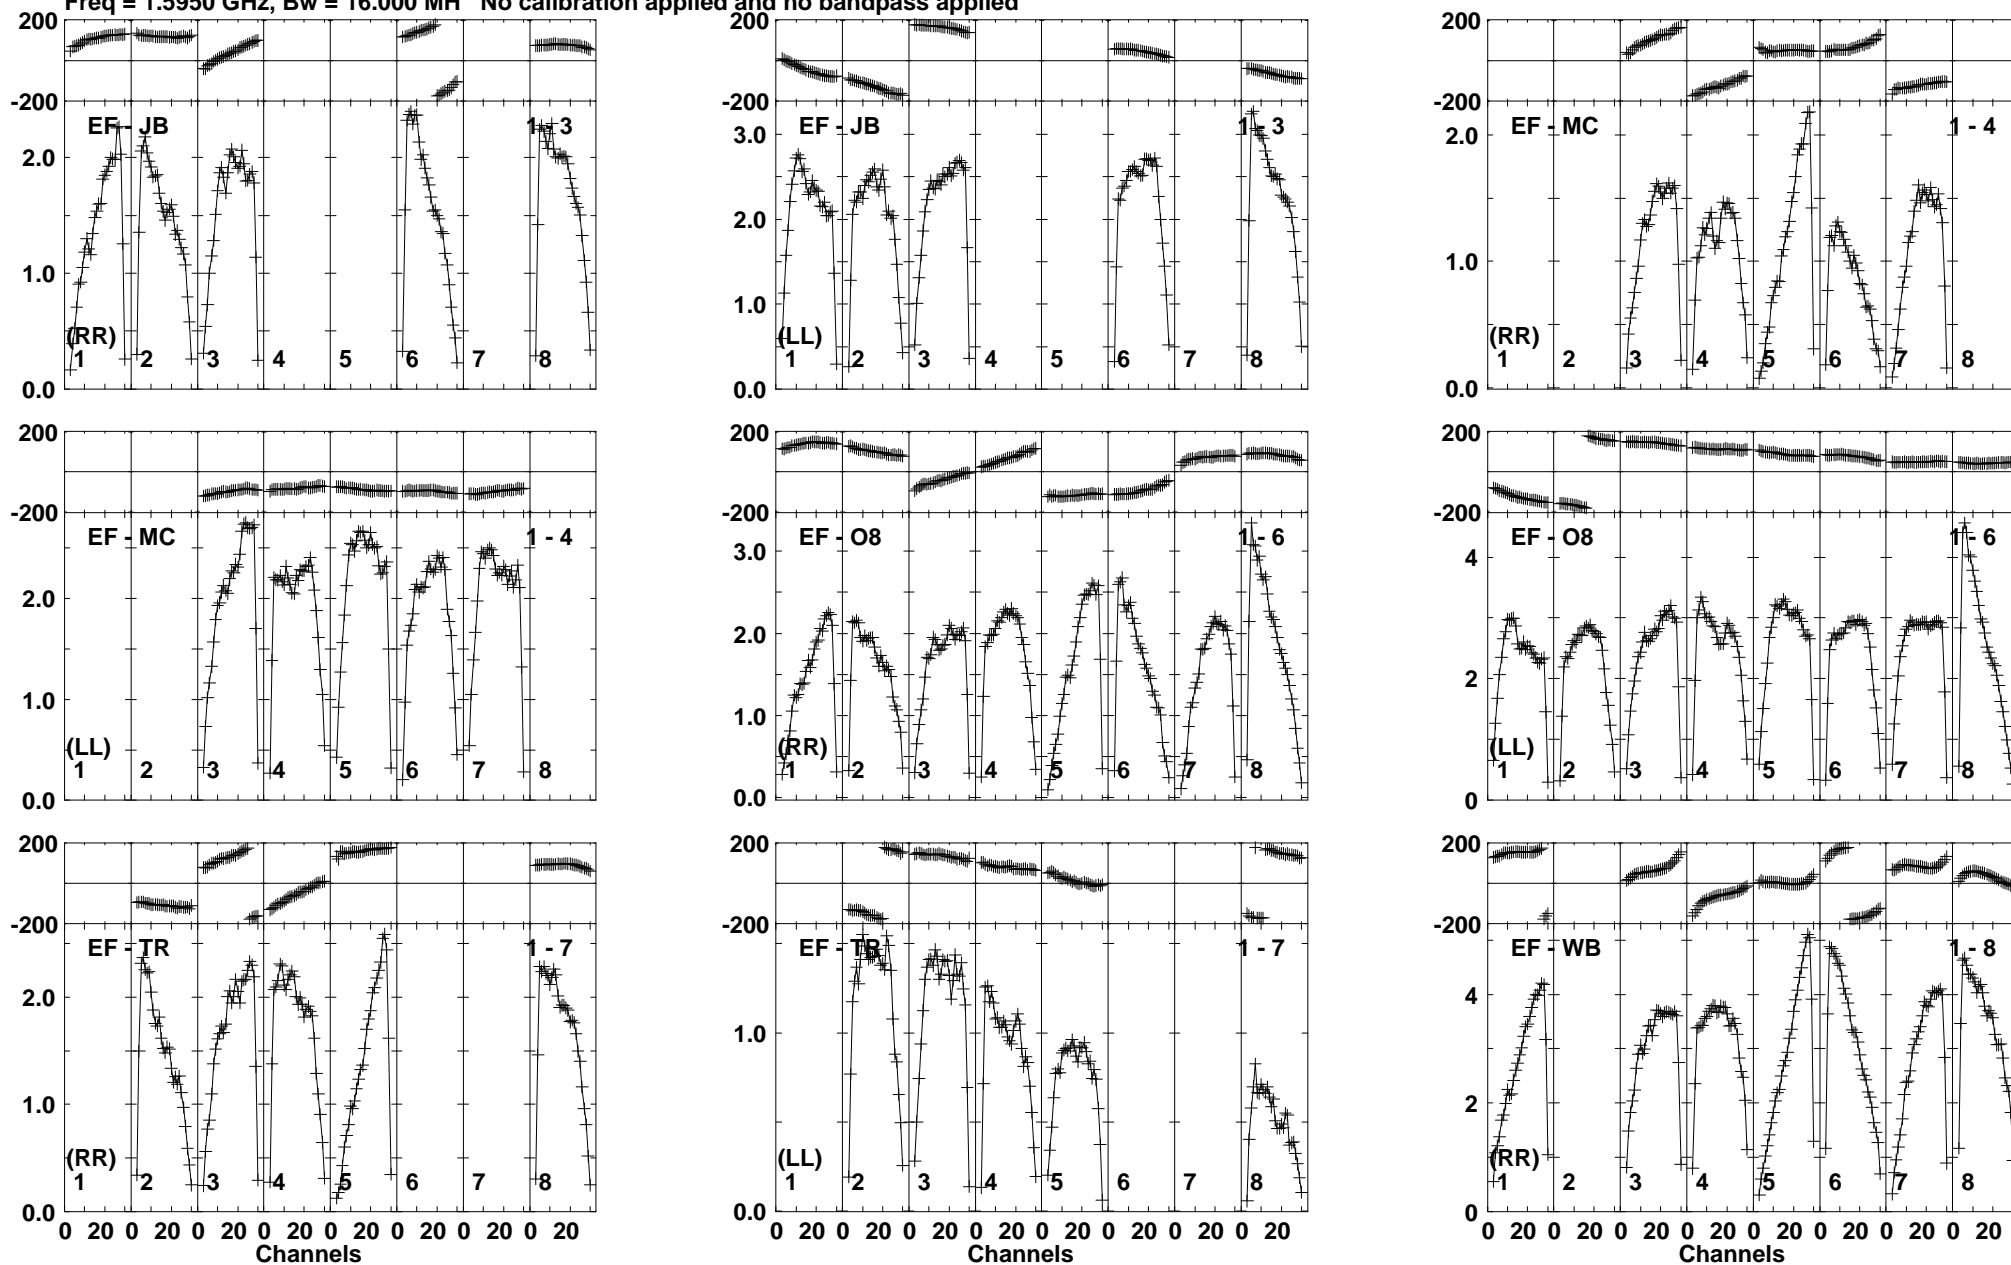 Freq = 1.5950 GHz, Bw = 16.000 MH No calibration applied and no bandpass applied
200 200 200
-200 -200 -200
EF - JB 1 - 3 EF - JB 1 - 3 EF - MC 1 - 4
3.0
2.0 2.0 2.0
1.0 1.0 1.0
(RR) (LL) (RR)
1 2 3 4 5 6 7 8 1 2 3 4 5 6 7 8 1 2 3 4 5 6 7 8
0.0 0.0 0.0
200 200 200
-200 -200 -200
EF - MC 1 - 4 EF - O8 1 - 6 EF - O8 1 - 6
3.0 4
2.0 2.0 2
1.0 1.0
(LL) (RR) (LL)
1 2 3 4 5 6 7 8 1 2 3 4 5 6 7 8 1 2 3 4 5 6 7 8
0.0 0.0 0
200 200 200
-200 -200 -200
EF - TR 1 - 7 EF - TR 1 - 7 EF - WB 1 - 8
2.0 1.0 4
1.0 2
(RR) (LL) (RR)
1 2 3 4 5 6 7 8 1 2 3 4 5 6 7 8 1 2 3 4 5 6 7 8
0.0 0.0 0
0 20 0 20 0 20 0 20 0 20 0 20 0 20 0 20 0 20 0 20 0 20 0 20 0 20 0 20 0 20 0 20 0 20 0 20 0 20 0 20 0 20 0 20 0 20 0 20
Channels Channels Channels